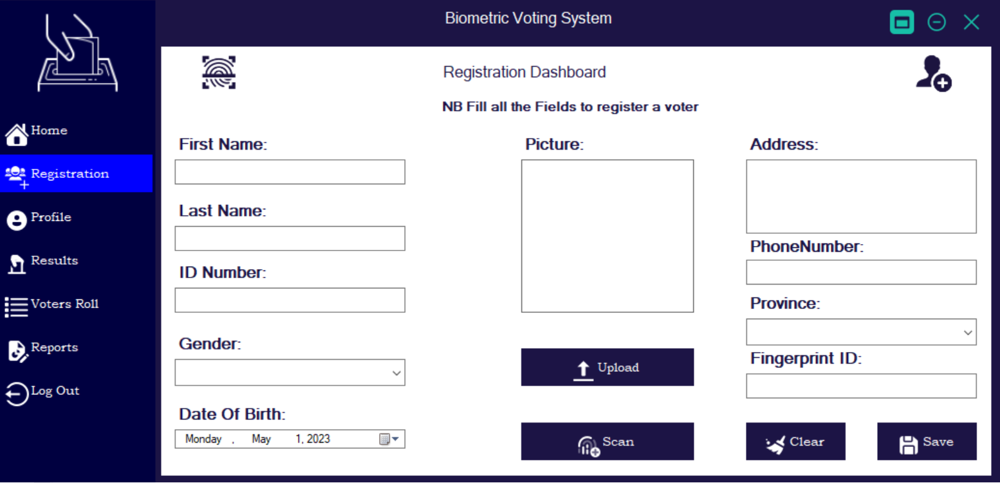 Biometric Voting System
Registration Dashboard
NB Fill all the Fields to register a voter
Home
Registration
Profile
Results
Voters Roll
Reports
Log Out
First Name:
Last Name:
ID Number:
Gender:
Date Of Birth:
Monday , May 1, 2023
Picture:
Upload
Scan
Address:
PhoneNumber:
Province:
Fingerprint ID:
Clear
Save